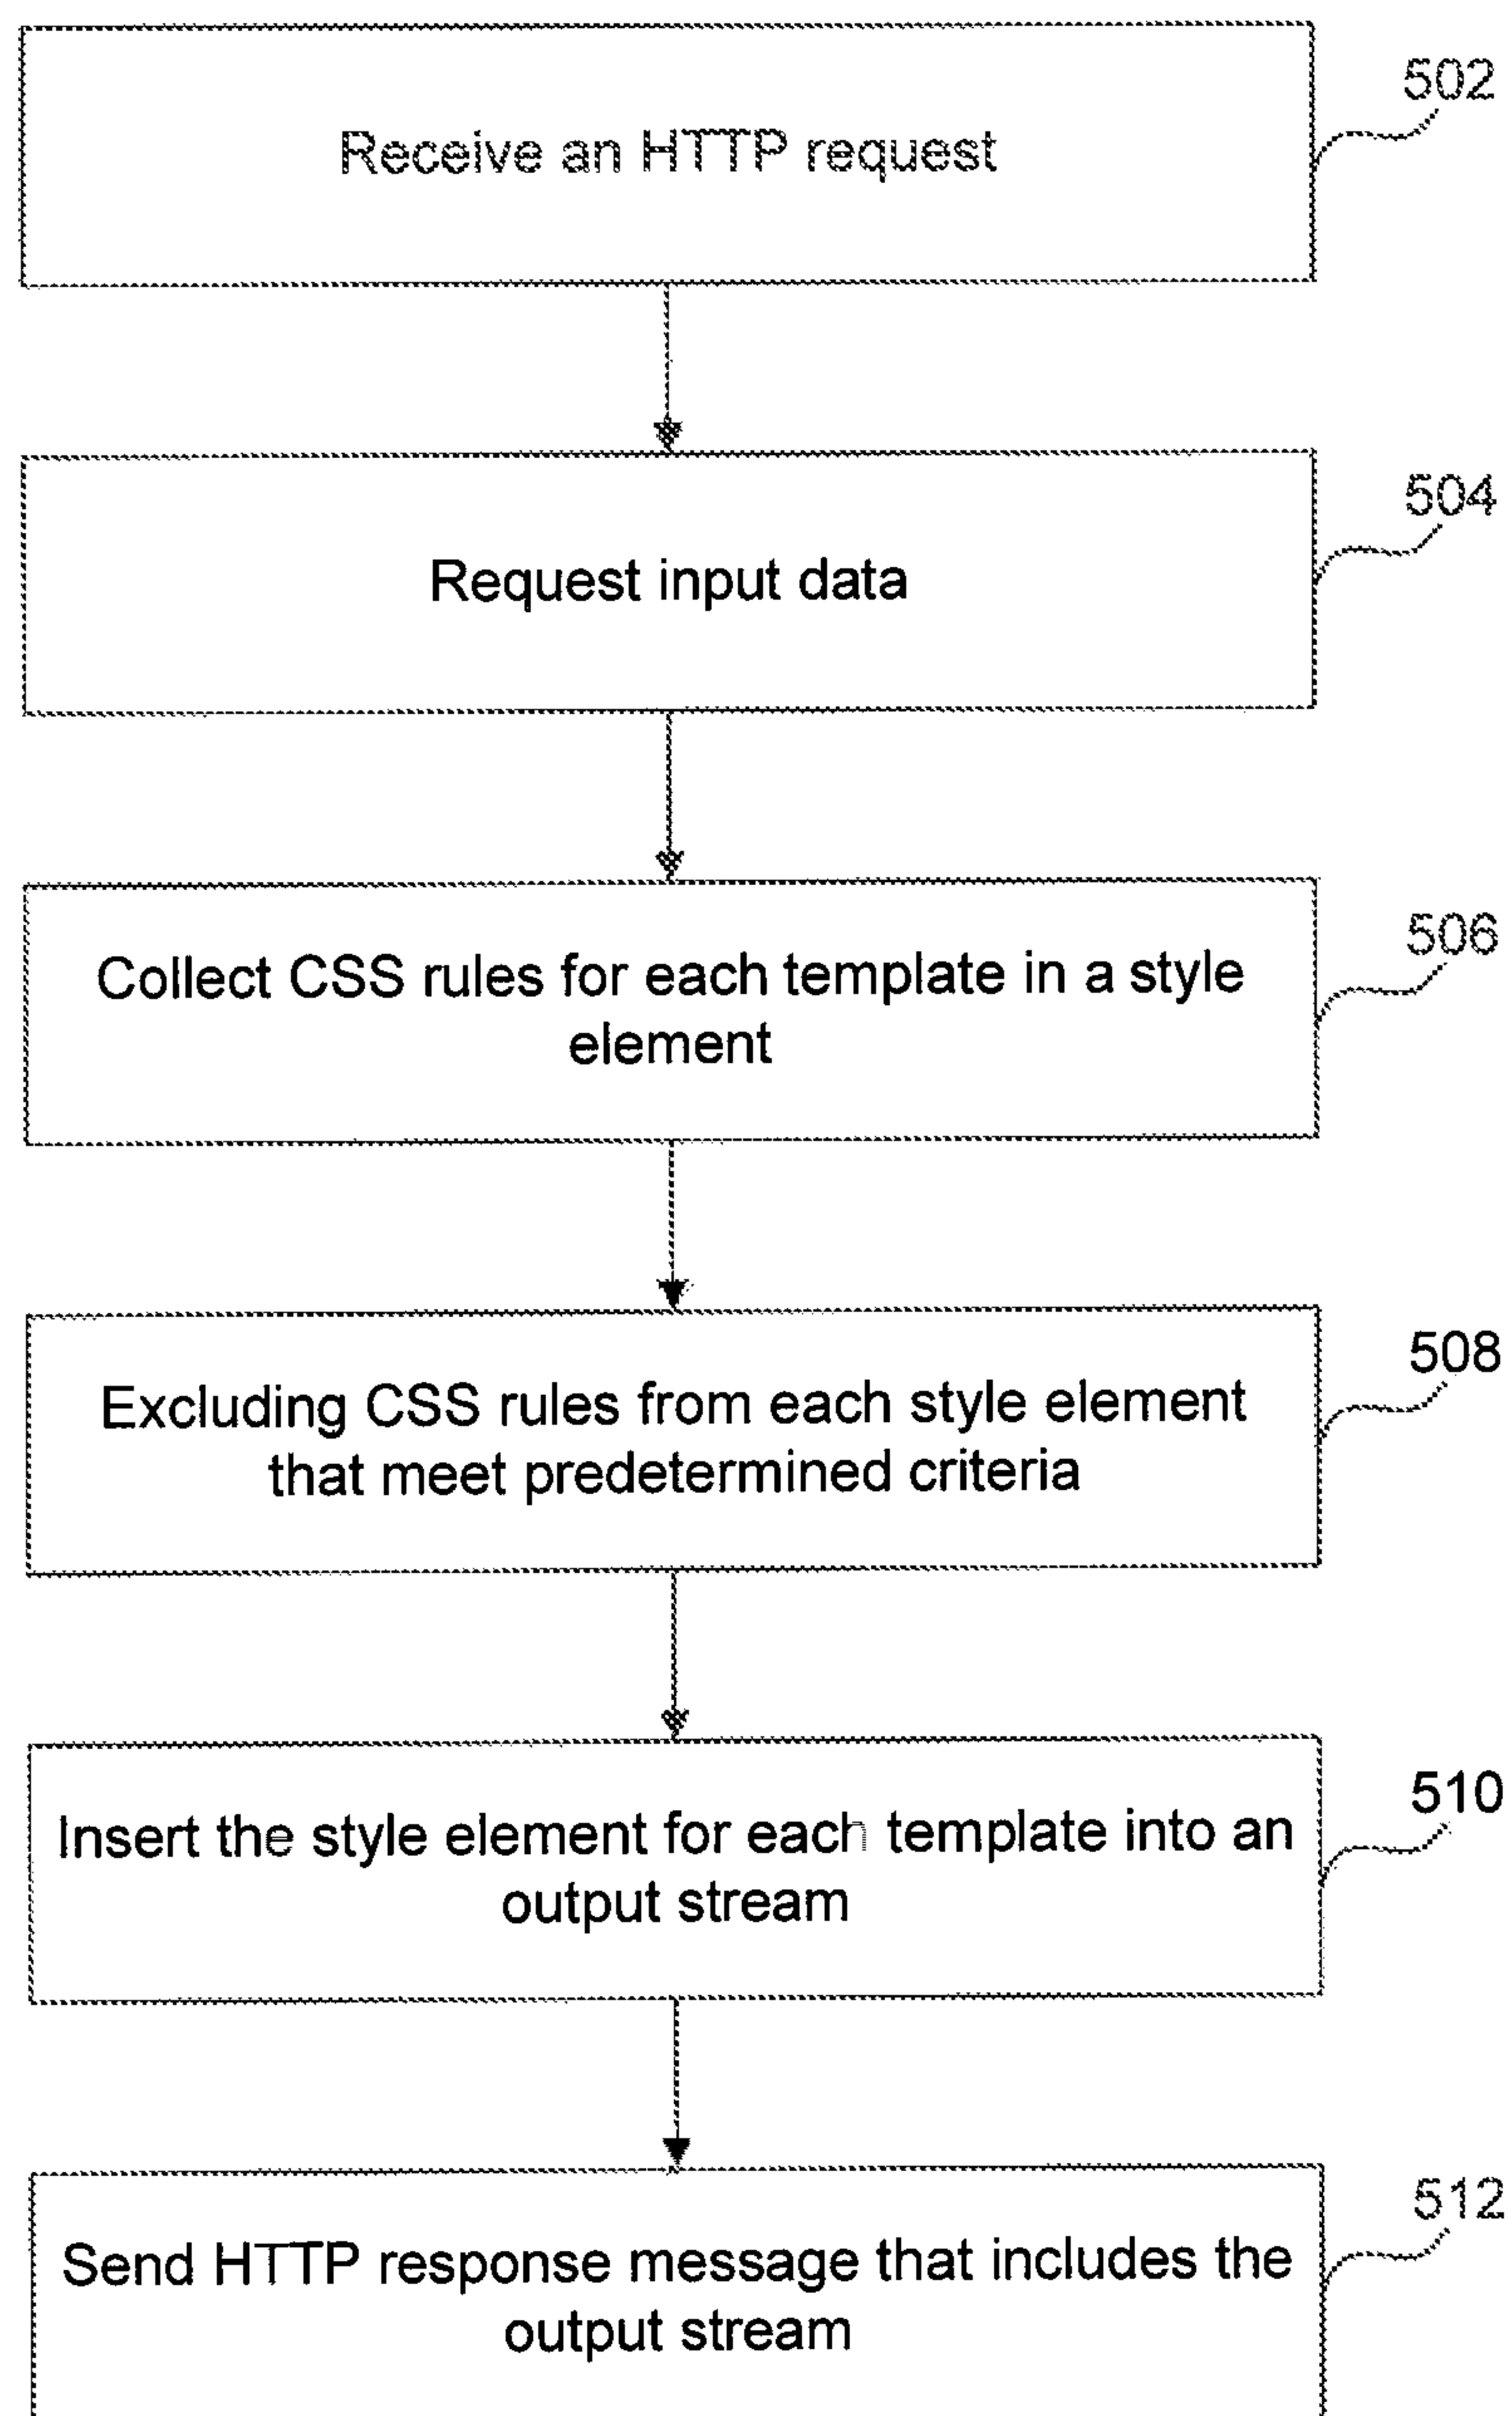 502
Receive an HTTP request
504
Request input data
506
Collect CSS rules for each template in a style
element
508
Excluding CSS rules from each style element
that meet predetermined criteria
510
Insert the style element for each template into an
output stream
512
Send HTTP response message that includes the
output stream